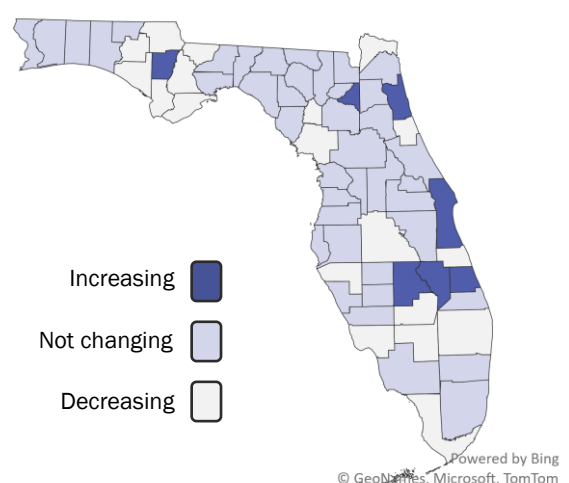 Increasing
Not changing
Decreasing
Powered by Bing
© GeoNames, Microsoft, TomTom